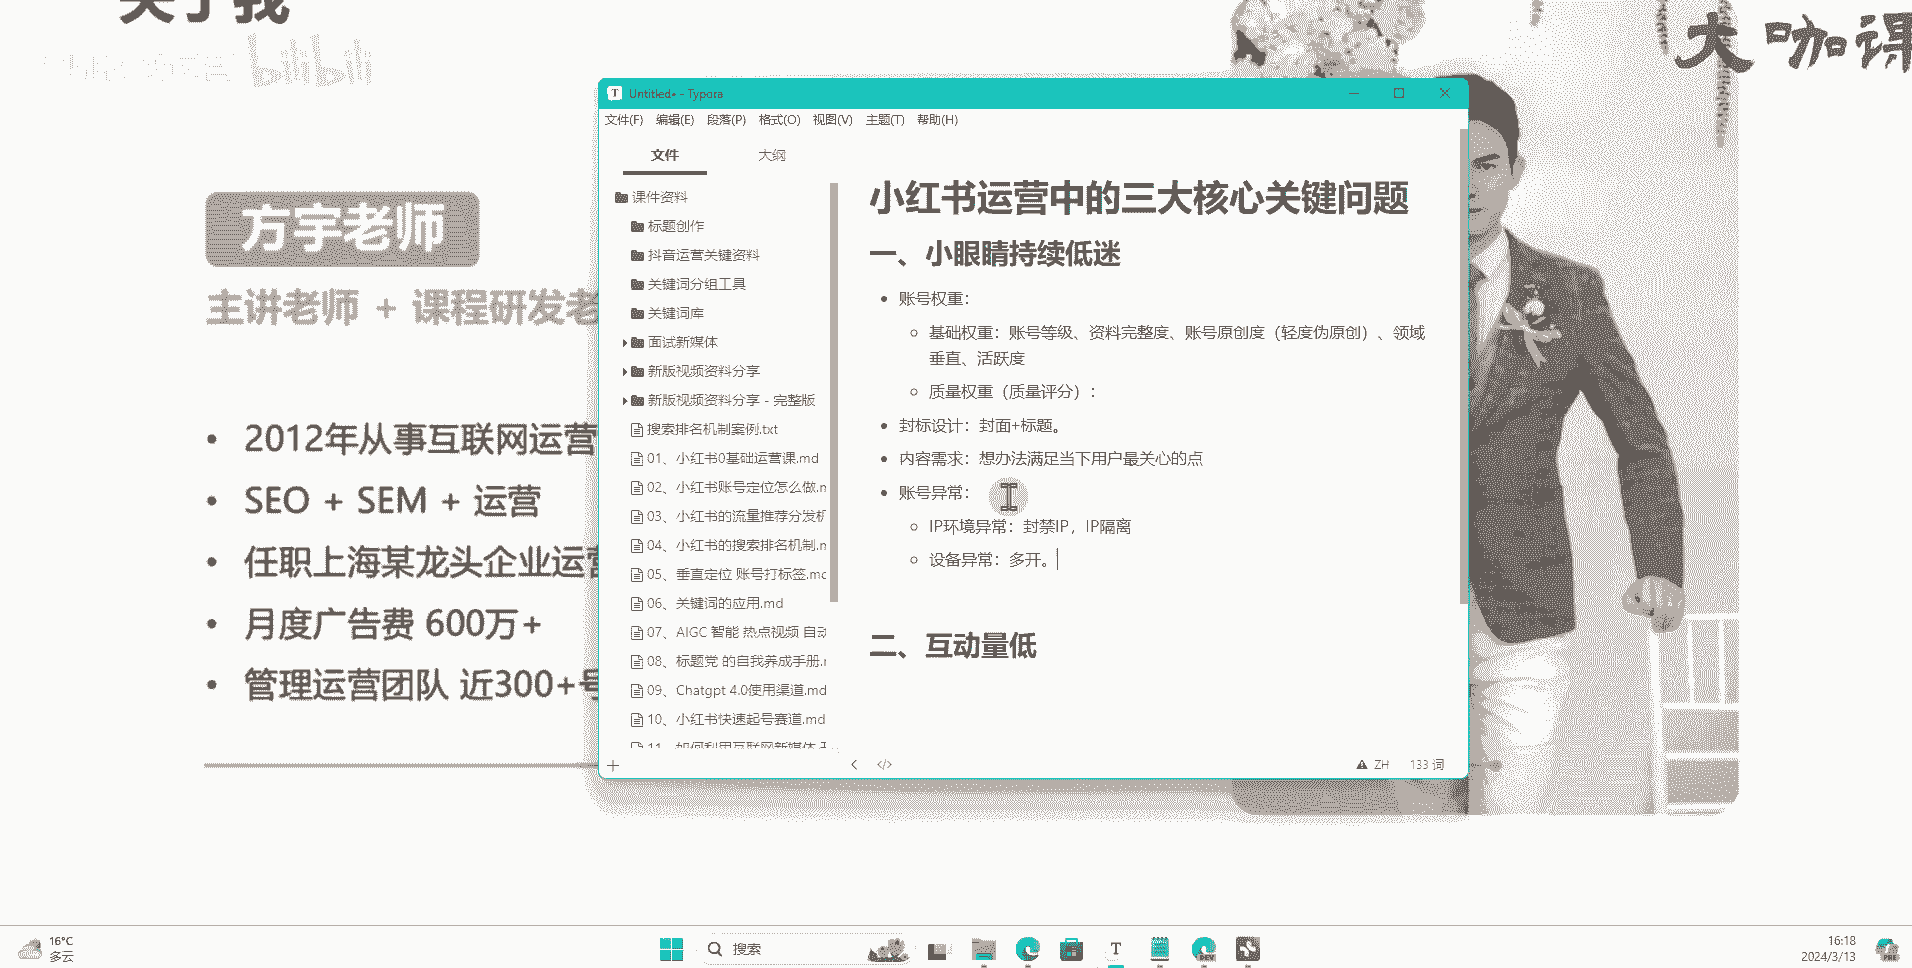 关于我
bilibili
大咖课
方宇老师
主讲老师 + 课程研发老
2012年从事互联网运营
SEO + SEM + 运营
任职上海某龙头企业运营
月度广告费 600万+
管理运营团队 近300+号
Untitled• - Typora
文件(F) 编辑(E) 段落(P) 格式(O) 视图(V) 主题(T) 帮助(H)
文件 大纲
课件资料
标题创作
抖音运营关键资料
关键词分组工具
关键词库
面试新媒体
新版视频资料分享
新版视频资料分享 - 完整版
搜索排名机制案例.txt
01、小红书0基础运营课.md
02、小红书账号定位怎么做.m
03、小红书的流量推荐分发机
04、小红书的搜索排名机制.m
05、垂直定位 账号打标签.md
06、关键词的应用.md
07、AIGC 智能 热点视频 自动
08、标题党 的自我养成手册.m
09、Chatgpt 4.0使用渠道.md
10、小红书快速起号赛道.md
11、如何利用互联网新媒体
小红书运营中的三大核心关键问题
一、小眼睛持续低迷
账号权重：
基础权重：账号等级、资料完整度、账号原创度（轻度伪原创）、领域
垂直、活跃度
质量权重（质量评分）：
封标设计：封面+标题。
内容需求：想办法满足当下用户最关心的点
账号异常：
IP环境异常：封禁IP，IP隔离
设备异常：多开。
二、互动量低
ZH 133 词
16°C
多云
搜索
DEV
16:18
2024/3/13
PRE